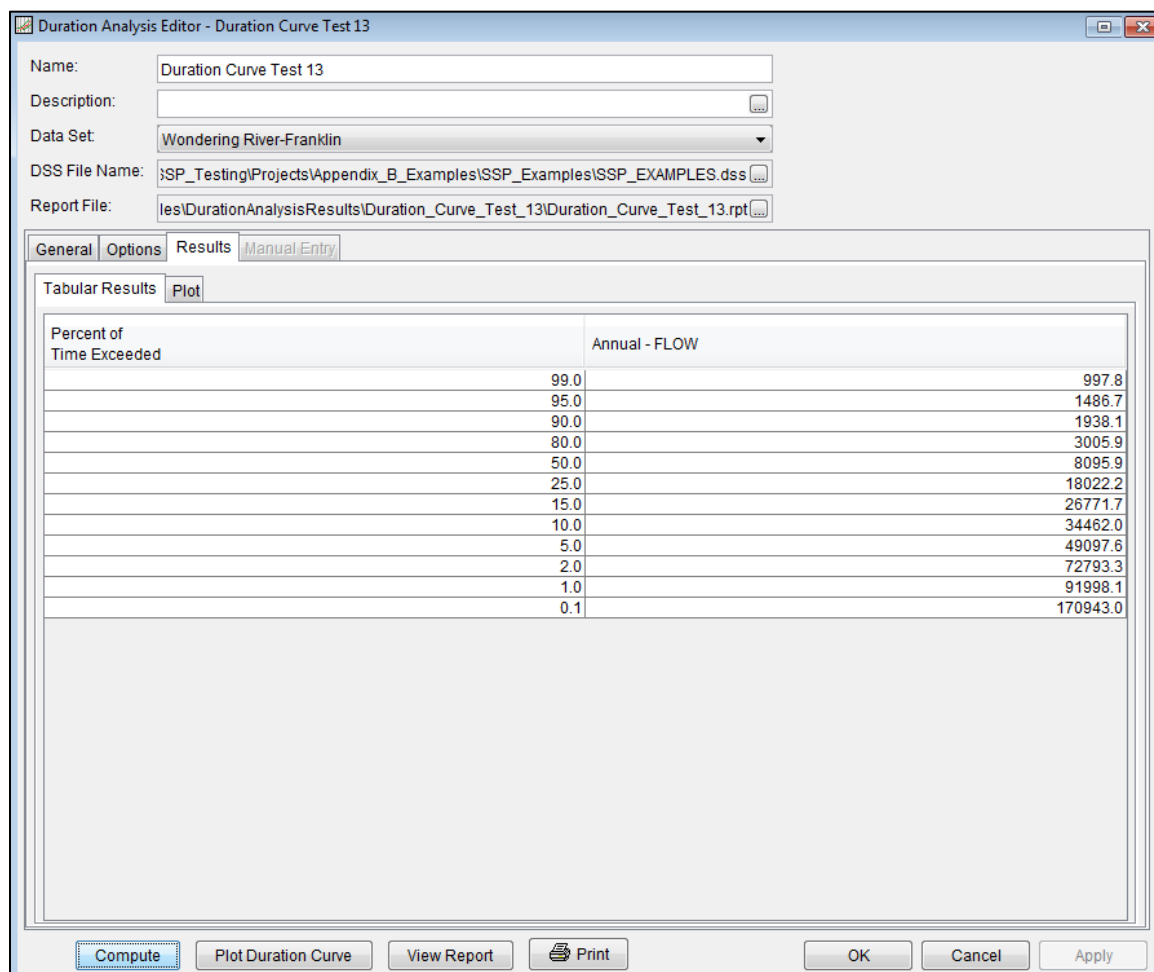 Duration Analysis Editor - Duration Curve Test 13
Name: Duration Curve Test 13
Description: ...
Data Set: Wondering River-Franklin
DSS File Name: SSP_Testing\Projects\Appendix_B_Examples\SSP_Examples\SSP_EXAMPLES.dss ...
Report File: les\DurationAnalysisResults\Duration_Curve_Test_13\Duration_Curve_Test_13.rpt ...
General Options Results Manual Entry
Tabular Results Plot
Percent of
Time Exceeded
Annual - FLOW
99.0 997.8
95.0 1486.7
90.0 1938.1
80.0 3005.9
50.0 8095.9
25.0 18022.2
15.0 26771.7
10.0 34462.0
5.0 49097.6
2.0 72793.3
1.0 91998.1
0.1 170943.0
Compute Plot Duration Curve View Report Print OK Cancel Apply